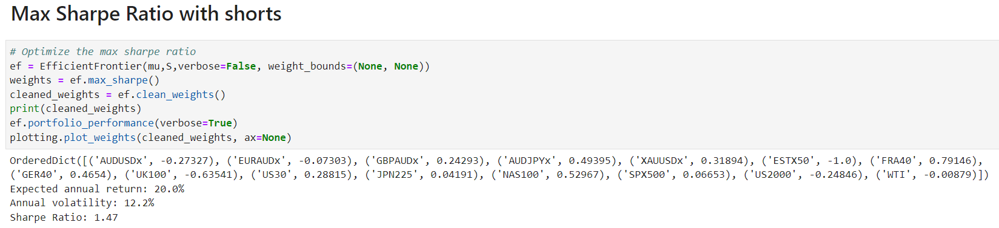 Max Sharpe Ratio with shorts
# Optimize the max sharpe ratio
ef = EfficientFrontier(mu,S,verbose=False, weight_bounds=(None, None))
weights = ef.max_sharpe()
cleaned_weights = ef.clean_weights()
print(cleaned_weights)
ef.portfolio_performance(verbose=True)
plotting.plot_weights(cleaned_weights, ax=None)
OrderedDict([('AUDUSDx', -0.27327), ('EURAUDx', -0.07303), ('GBPAUDx', 0.24293), ('AUDJPYx', 0.49395), ('XAUUSDx', 0.31894), ('ESTX50', -1.0), ('FRA40', 0.79146),
('GER40', 0.4654), ('UK100', -0.63541), ('US30', 0.28815), ('JPN225', 0.04191), ('NAS100', 0.52967), ('SPX500', 0.06653), ('US2000', -0.24846), ('WTI', -0.00879)])
Expected annual return: 20.0%
Annual volatility: 12.2%
Sharpe Ratio: 1.47